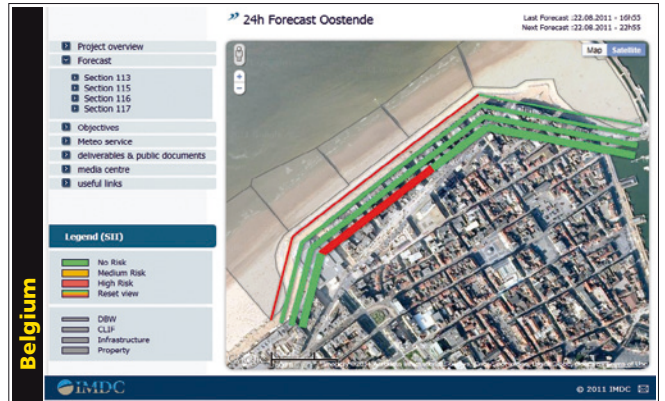 Belgium
24h Forecast Oostende
Last Forecast :22.08.2011 - 16h55
Next Forecast :22.08.2011 - 22h55
Project overview
Forecast
Section 113
Section 115
Section 116
Section 117
Objectives
Meteo service
deliverables & public documents
media centre
useful links
Legend (SII)
No Risk
Medium Risk
High Risk
Reset view
DBW
CLIF
Infrastructure
Property
Map
Satellite
IMDC
© 2011 IMDC